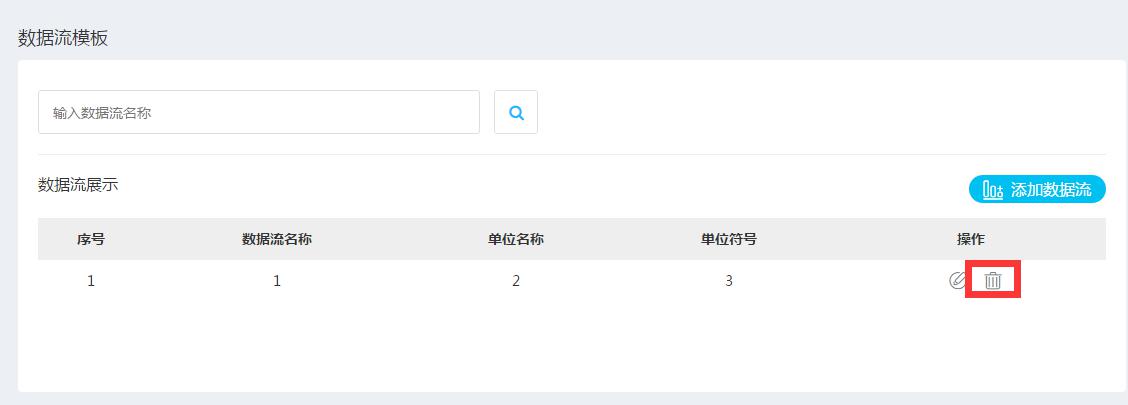 数据流模板
输入数据流名称
数据流展示
添加数据流
序号 数据流名称 单位名称 单位符号 操作
1 1 2 3